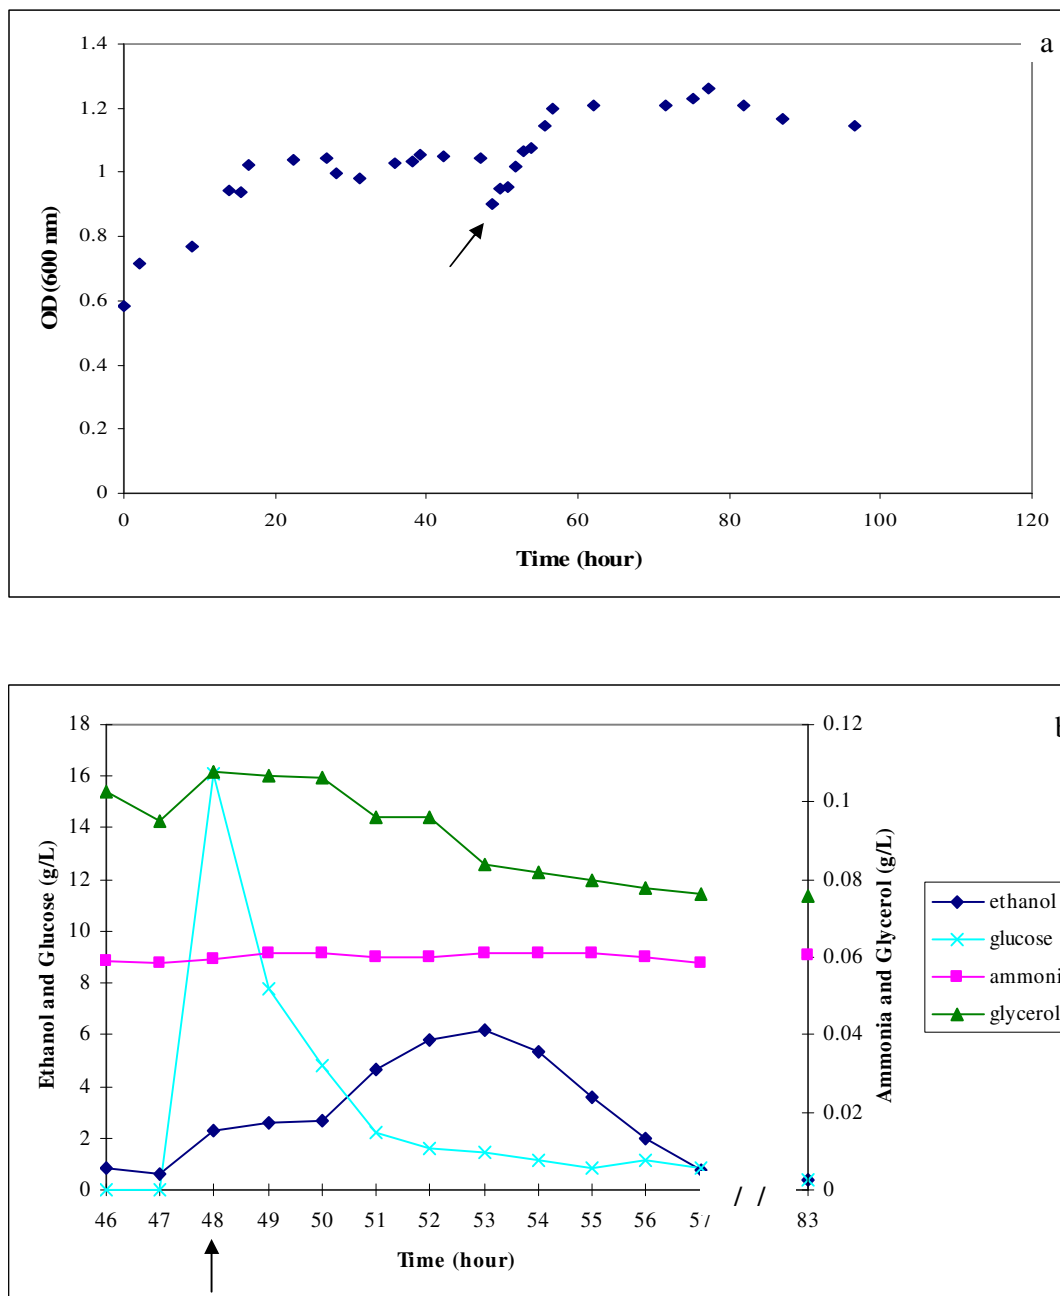 a
1.4
1.2
1
0.8
0.6
0.4
0.2
0
OD (600 nm)
0 20 40 60 80 100 120
Time (hour)
b
18
16
14
12
10
8
6
4
2
0
Ethanol and Glucose (g/L)
0.12
0.1
0.08
0.06
0.04
0.02
0
Ammonia and Glycerol (g/L)
46 47 48 49 50 51 52 53 54 55 56 57 / / 83
Time (hour)
ethanol
glucose
ammoni
glycerol